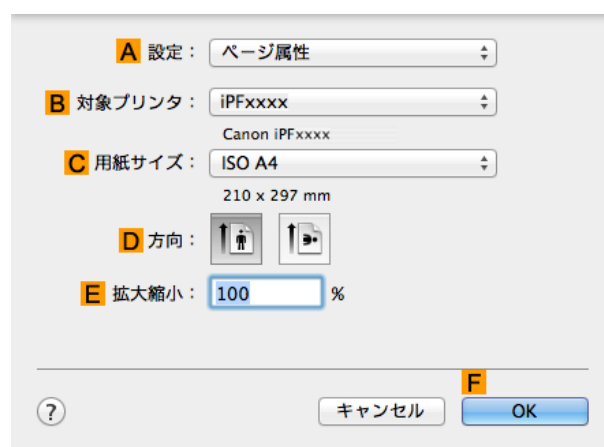 A 設定： ページ属性
B 対象プリンタ： iPFxxxx
Canon iPFxxxx
C 用紙サイズ： ISO A4
210 x 297 mm
D 方向：
E 拡大縮小： 100 %
F
? キャンセル OK